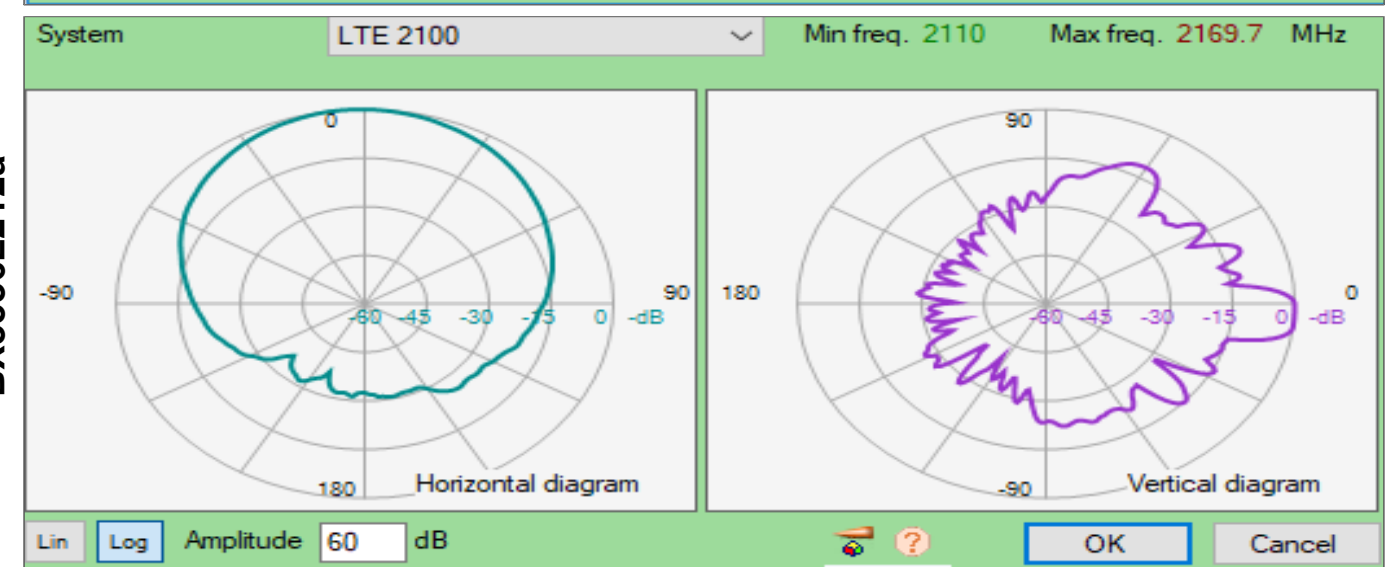 System LTE 2100 Min freq. 2110 Max freq. 2169.7 MHz
0
-90 90
-60 -45 -30 -15 0 -dB
180 Horizontal diagram
90
180 0
-60 -45 -30 -15 0 -dB
-90 Vertical diagram
Lin Log Amplitude 60 dB ? OK Cancel